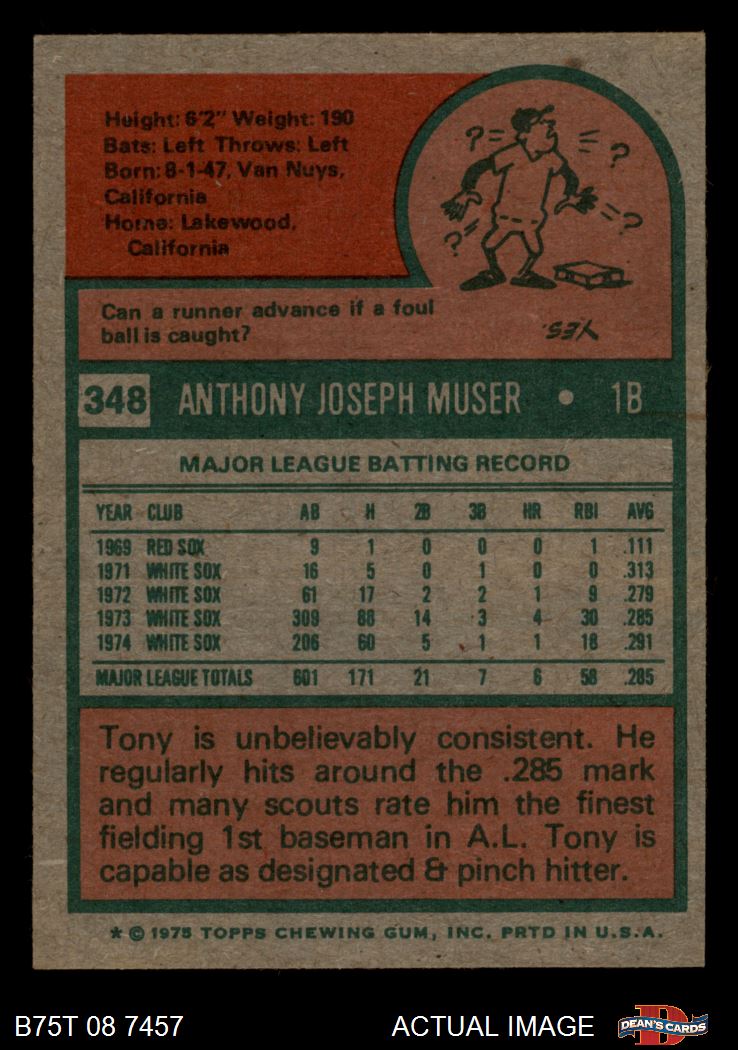 Height: 6'2" Weight: 190
Bats: Left Throws: Left
Born: 8-1-47, Van Nuys,
California
Home: Lakewood,
California
? ? ? ?
Can a runner advance if a foul
ball is caught?
YES.
348 ANTHONY JOSEPH MUSER • 1B
MAJOR LEAGUE BATTING RECORD
YEAR CLUB AB H 2B 3B HR RBI AVG
1969 RED SOX 9 1 0 0 0 1 .111
1971 WHITE SOX 16 5 0 1 0 0 .313
1972 WHITE SOX 61 17 2 2 1 9 .279
1973 WHITE SOX 309 88 14 3 4 30 .285
1974 WHITE SOX 206 60 5 1 1 18 .291
MAJOR LEAGUE TOTALS 601 171 21 7 6 58 .285
Tony is unbelievably consistent. He
regularly hits around the .285 mark
and many scouts rate him the finest
fielding 1st baseman in A.L. Tony is
capable as designated & pinch hitter.
* © 1975 TOPPS CHEWING GUM, INC. PRTD IN U.S.A.
B75T 08 7457 ACTUAL IMAGE D DEAN'S CARDS